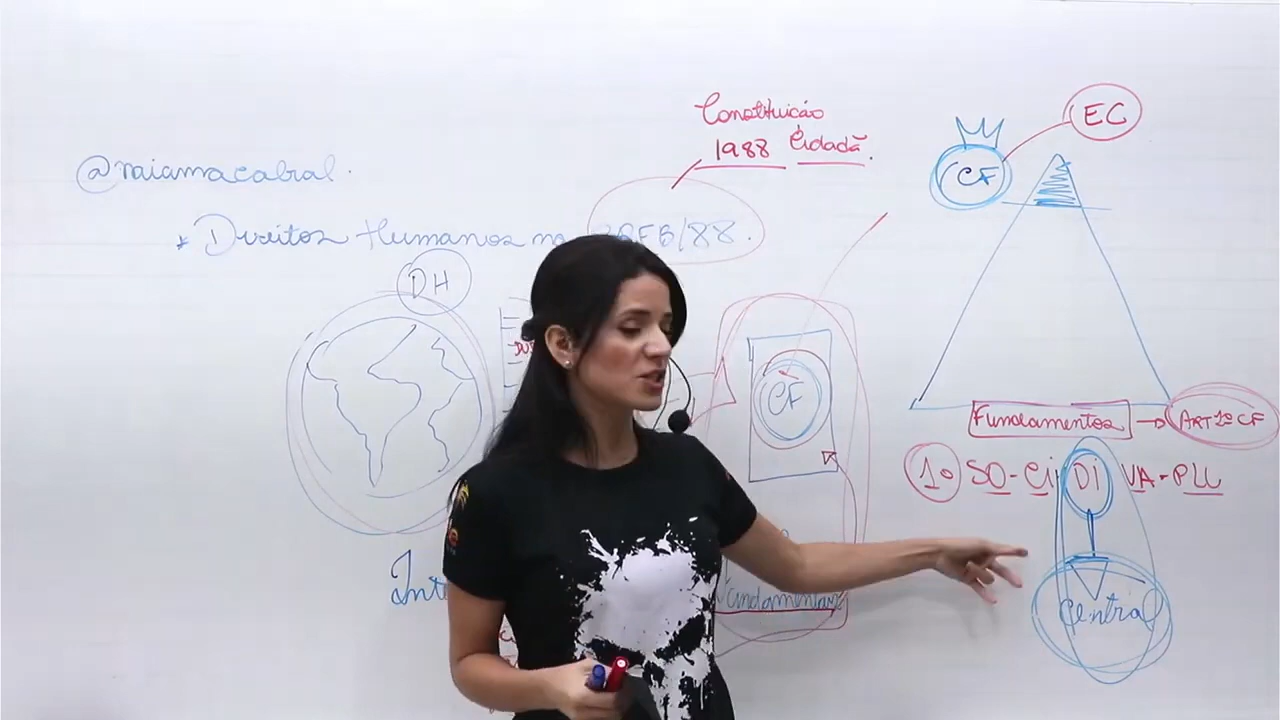 Constituição
1988 Cidadã.
EC
CF
@naiamacabral.
* Direitos Humanos na CRFB/88.
DH
CF
Fundamentos → ART 1º CF
1º SO-CI DI VA-PLU
Central
Fundamentais